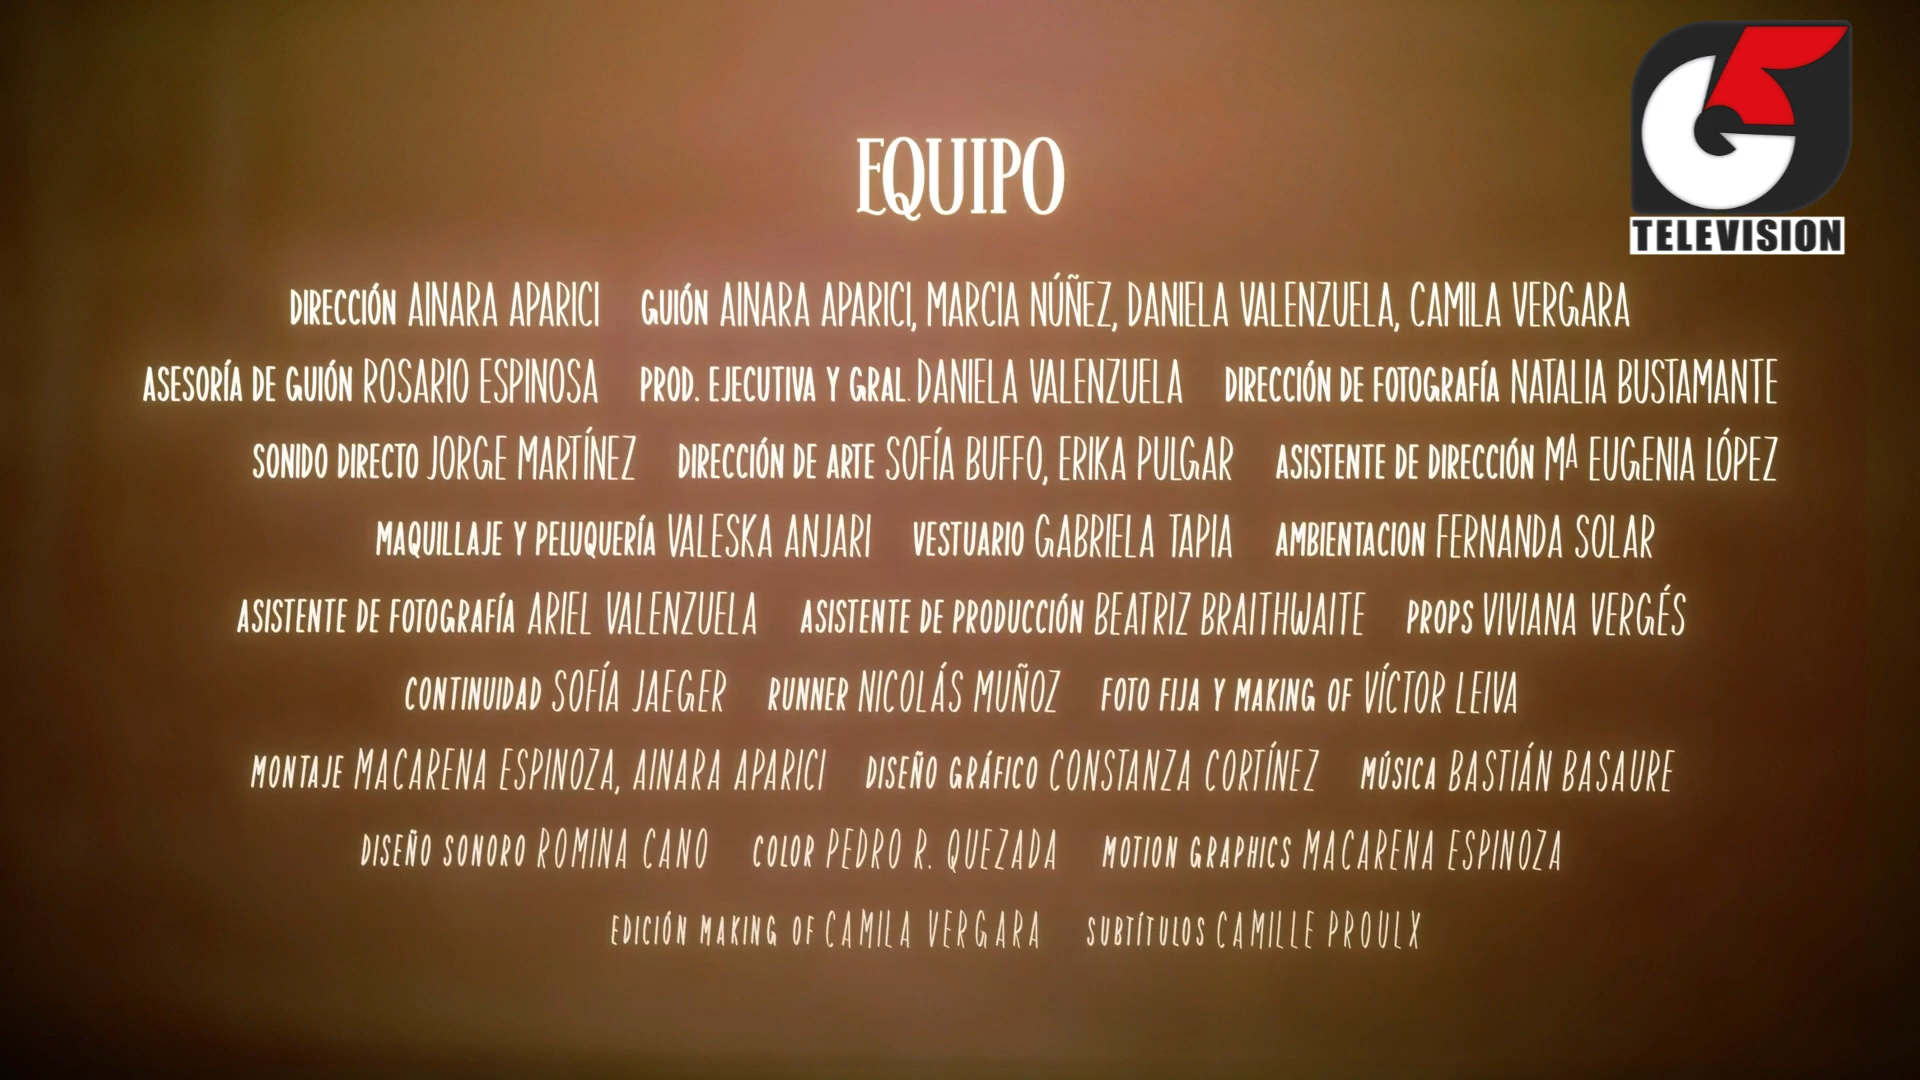 EQUIPO
TELEVISION
DIRECCIÓN AINARA APARICI GUIÓN AINARA APARICI, MARCIA NÚÑEZ, DANIELA VALENZUELA, CAMILA VERGARA
ASESORÍA DE GUIÓN ROSARIO ESPINOSA PROD. EJECUTIVA Y GRAL. DANIELA VALENZUELA DIRECCIÓN DE FOTOGRAFÍA NATALIA BUSTAMANTE
SONIDO DIRECTO JORGE MARTÍNEZ DIRECCIÓN DE ARTE SOFÍA BUFFO, ERIKA PULGAR ASISTENTE DE DIRECCIÓN Mª EUGENIA LÓPEZ
MAQUILLAJE Y PELUQUERÍA VALESKA ANJARI VESTUARIO GABRIELA TAPIA AMBIENTACION FERNANDA SOLAR
ASISTENTE DE FOTOGRAFÍA ARIEL VALENZUELA ASISTENTE DE PRODUCCIÓN BEATRIZ BRAITHWAITE PROPS VIVIANA VERGÉS
CONTINUIDAD SOFÍA JAEGER RUNNER NICOLÁS MUÑOZ FOTO FIJA Y MAKING OF VÍCTOR LEIVA
MONTAJE MACARENA ESPINOZA, AINARA APARICI DISEÑO GRÁFICO CONSTANZA CORTÍNEZ MÚSICA BASTIÁN BASAURE
DISEÑO SONORO ROMINA CANO COLOR PEDRO R. QUEZADA MOTION GRAPHICS MACARENA ESPINOZA
EDICIÓN MAKING OF CAMILA VERGARA SUBTÍTULOS CAMILLE PROULX